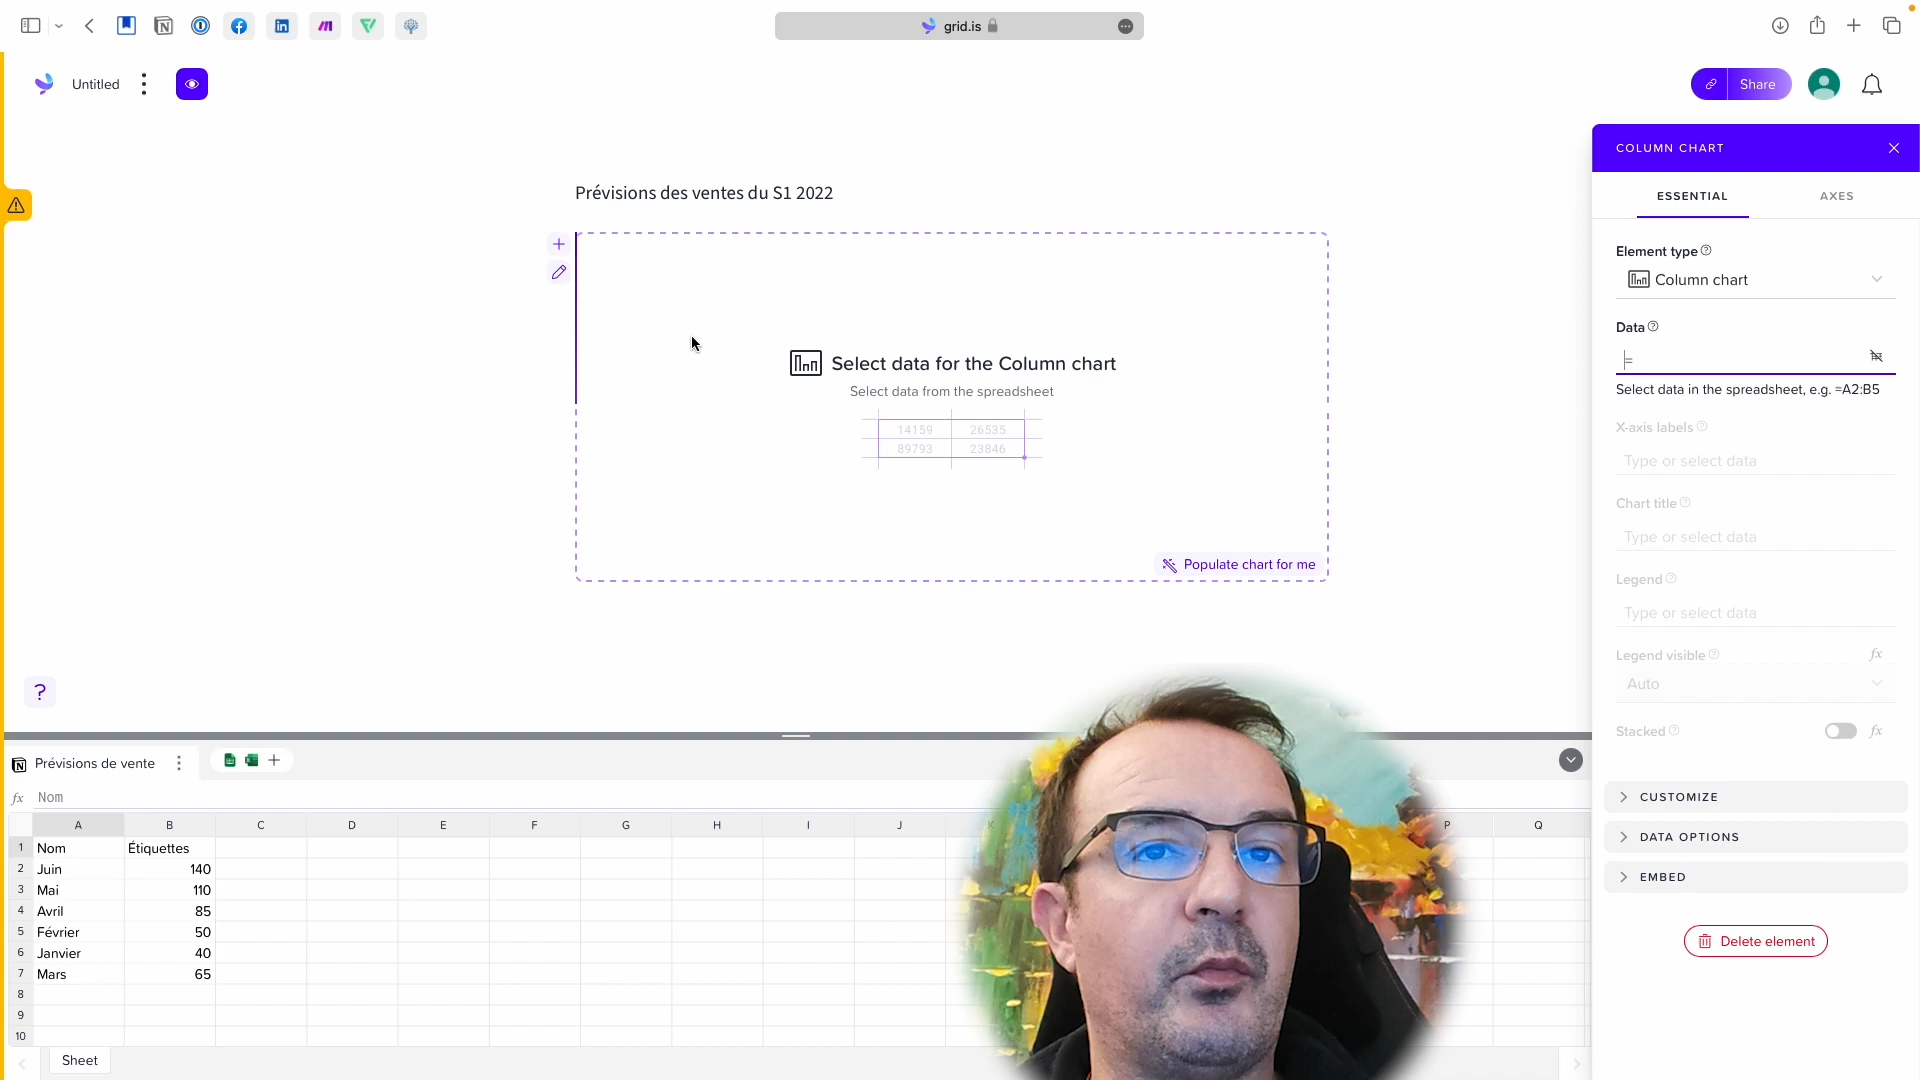 grid.is
Untitled
Share
Prévisions des ventes du S1 2022
Select data for the Column chart
Select data from the spreadsheet
14159 26535
89793 23846
Populate chart for me
COLUMN CHART
ESSENTIAL AXES
Element type
Column chart
Data
=
Select data in the spreadsheet, e.g. =A2:B5
X-axis labels
Type or select data
Chart title
Type or select data
Legend
Type or select data
Legend visible fx
Auto
Stacked fx
CUSTOMIZE
DATA OPTIONS
EMBED
Delete element
?
Prévisions de vente
fx Nom
A B C D E F G H I J K P Q
1 Nom Étiquettes
2 Juin 140
3 Mai 110
4 Avril 85
5 Février 50
6 Janvier 40
7 Mars 65
8
9
10
Sheet